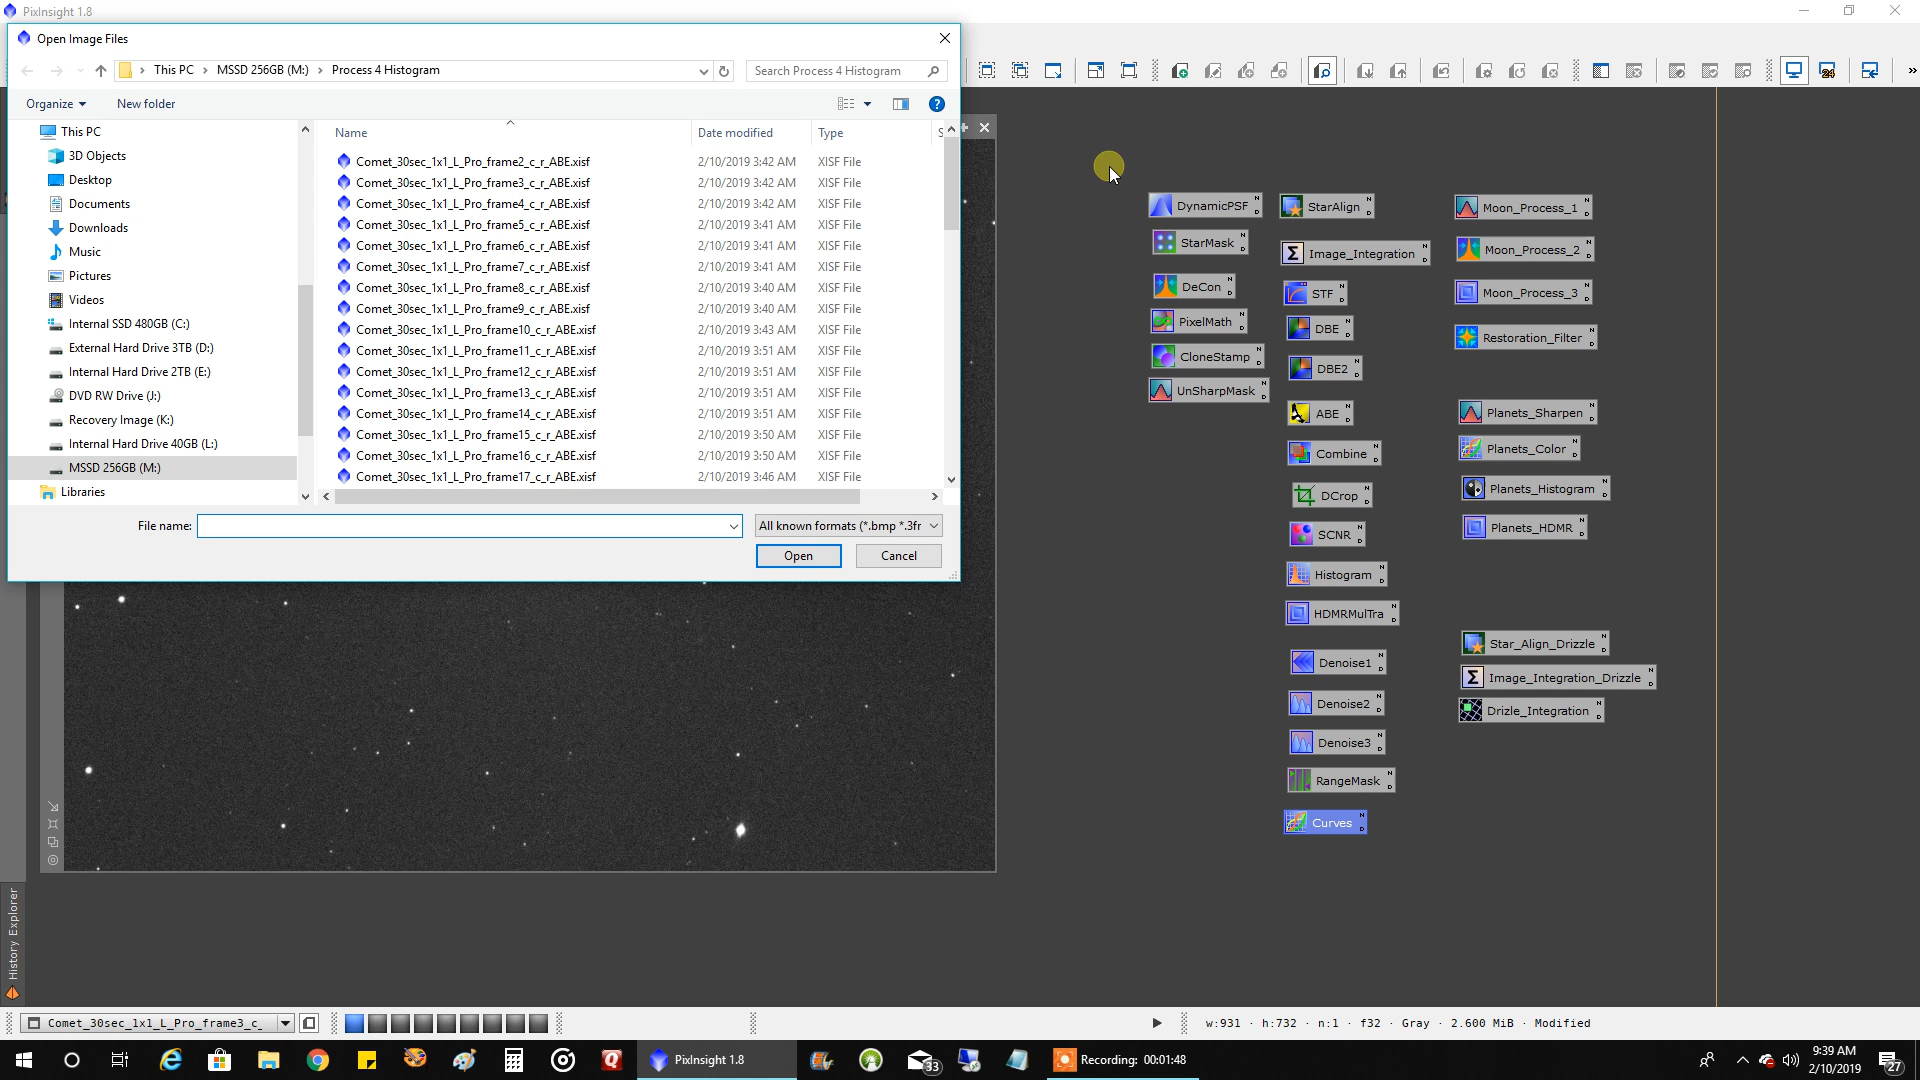 PixInsight 1.8
Open Image Files
This PC
MSSD 256GB (M:)
Process 4 Histogram
Search Process 4 Histogram
Organize
New folder
Name
Date modified
Type
S
This PC
3D Objects
Desktop
Documents
Downloads
Music
Pictures
Videos
Internal SSD 480GB (C:)
External Hard Drive 3TB (D:)
Internal Hard Drive 2TB (E:)
DVD RW Drive (J:)
Recovery Image (K:)
Internal Hard Drive 40GB (L:)
MSSD 256GB (M:)
Libraries
Comet_30sec_1x1_L_Pro_frame2_c_r_ABE.xisf 2/10/2019 3:42 AM XISF File
Comet_30sec_1x1_L_Pro_frame3_c_r_ABE.xisf 2/10/2019 3:42 AM XISF File
Comet_30sec_1x1_L_Pro_frame4_c_r_ABE.xisf 2/10/2019 3:42 AM XISF File
Comet_30sec_1x1_L_Pro_frame5_c_r_ABE.xisf 2/10/2019 3:41 AM XISF File
Comet_30sec_1x1_L_Pro_frame6_c_r_ABE.xisf 2/10/2019 3:41 AM XISF File
Comet_30sec_1x1_L_Pro_frame7_c_r_ABE.xisf 2/10/2019 3:41 AM XISF File
Comet_30sec_1x1_L_Pro_frame8_c_r_ABE.xisf 2/10/2019 3:40 AM XISF File
Comet_30sec_1x1_L_Pro_frame9_c_r_ABE.xisf 2/10/2019 3:40 AM XISF File
Comet_30sec_1x1_L_Pro_frame10_c_r_ABE.xisf 2/10/2019 3:43 AM XISF File
Comet_30sec_1x1_L_Pro_frame11_c_r_ABE.xisf 2/10/2019 3:51 AM XISF File
Comet_30sec_1x1_L_Pro_frame12_c_r_ABE.xisf 2/10/2019 3:51 AM XISF File
Comet_30sec_1x1_L_Pro_frame13_c_r_ABE.xisf 2/10/2019 3:51 AM XISF File
Comet_30sec_1x1_L_Pro_frame14_c_r_ABE.xisf 2/10/2019 3:51 AM XISF File
Comet_30sec_1x1_L_Pro_frame15_c_r_ABE.xisf 2/10/2019 3:50 AM XISF File
Comet_30sec_1x1_L_Pro_frame16_c_r_ABE.xisf 2/10/2019 3:50 AM XISF File
Comet_30sec_1x1_L_Pro_frame17_c_r_ABE.xisf 2/10/2019 3:46 AM XISF File
File name:
All known formats (*.bmp *.3fr
Open
Cancel
24
DynamicPSF
StarMask
DeCon
PixelMath
CloneStamp
UnSharpMask
StarAlign
Image_Integration
STF
DBE
DBE2
ABE
Combine
DCrop
SCNR
Histogram
HDMRMulTra
Denoise1
Denoise2
Denoise3
RangeMask
Curves
Moon_Process_1
Moon_Process_2
Moon_Process_3
Restoration_Filter
Planets_Sharpen
Planets_Color
Planets_Histogram
Planets_HDMR
Star_Align_Drizzle
Image_Integration_Drizzle
Drizle_Integration
History Explorer
Comet_30sec_1x1_L_Pro_frame3_c_
w:931 · h:732 · n:1 · f32 · Gray · 2.600 MiB · Modified
PixInsight 1.8
33
Recording: 00:01:48
9:39 AM
2/10/2019
27